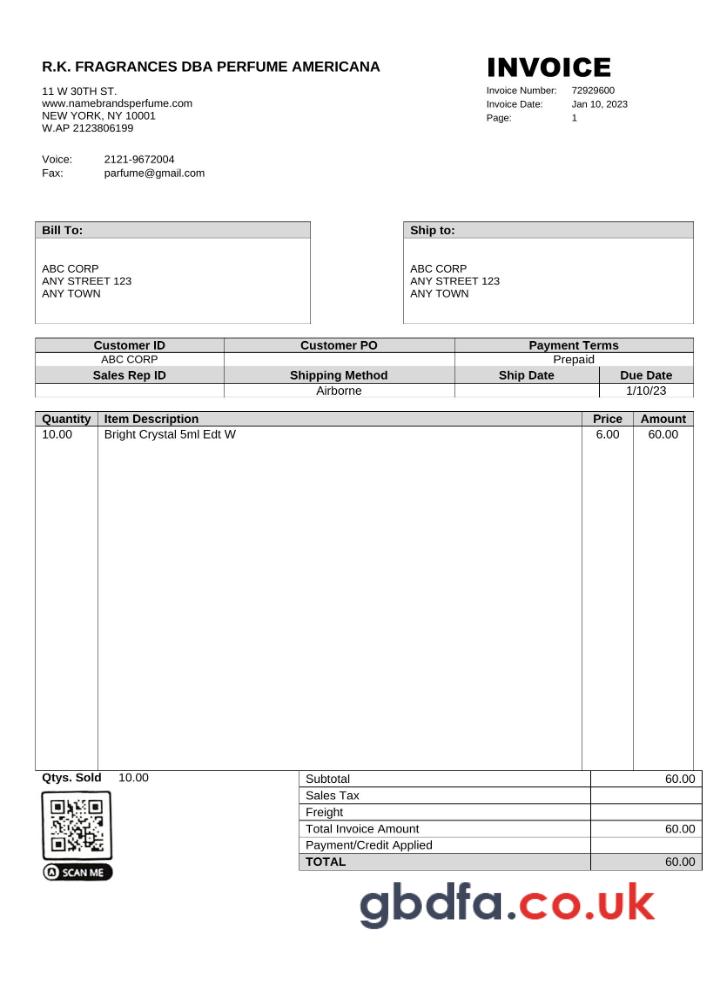 R.K. FRAGRANCES DBA PERFUME AMERICANA
INVOICE
11 W 30TH ST.
www.namebrandsperfume.com
NEW YORK, NY 10001
W.AP 2123806199
Invoice Number: 72929600
Invoice Date: Jan 10, 2023
Page: 1
Voice: 2121-9672004
Fax: parfume@gmail.com
Bill To:
ABC CORP
ANY STREET 123
ANY TOWN
Ship to:
ABC CORP
ANY STREET 123
ANY TOWN
Customer ID Customer PO Payment Terms
ABC CORP Prepaid
Sales Rep ID Shipping Method Ship Date Due Date
Airborne 1/10/23
Quantity Item Description Price Amount
10.00 Bright Crystal 5ml Edt W 6.00 60.00
Qtys. Sold 10.00
SCAN ME
Subtotal 60.00
Sales Tax
Freight
Total Invoice Amount 60.00
Payment/Credit Applied
TOTAL 60.00
gbdfa.co.uk